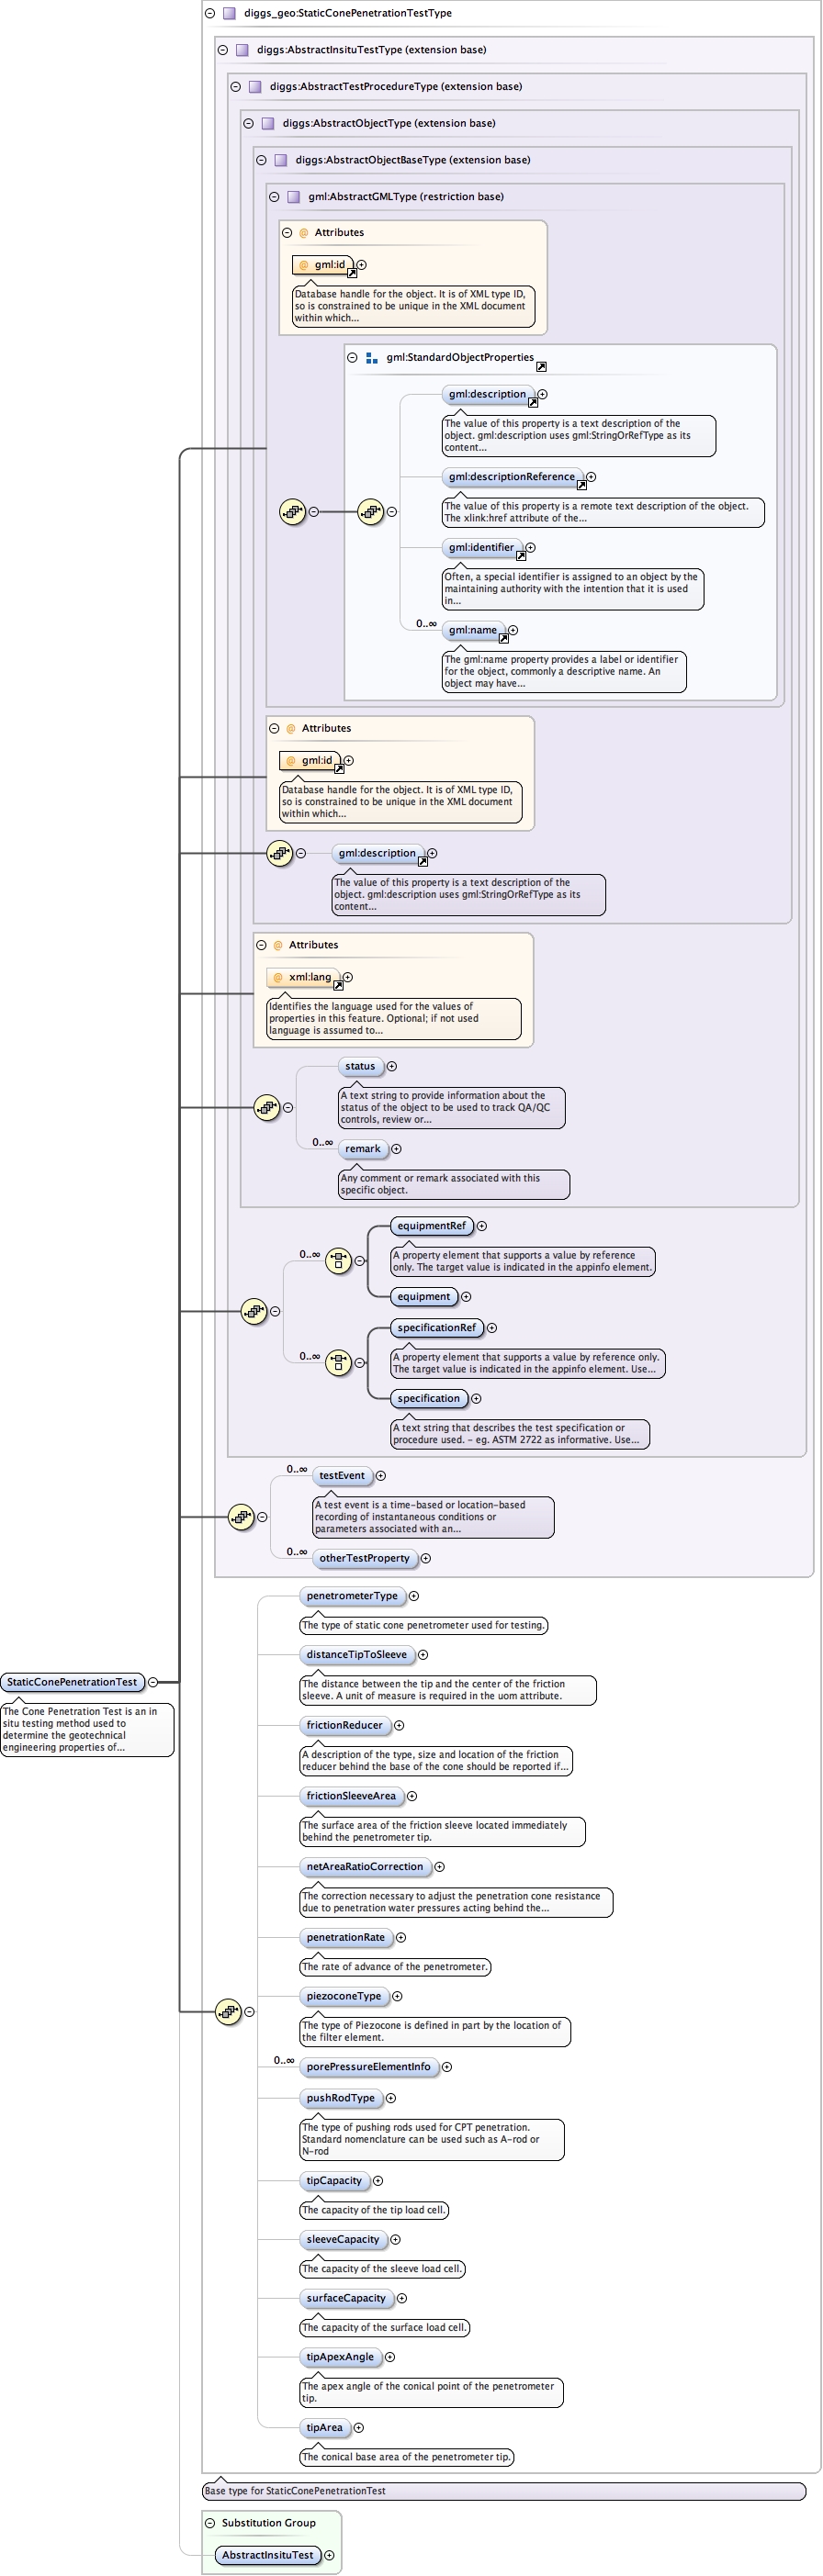 diggs_geo:StaticConePenetrationTestType
diggs:AbstractInsituTestType (extension base)
diggs:AbstractTestProcedureType (extension base)
diggs:AbstractObjectType (extension base)
diggs:AbstractObjectBaseType (extension base)
gml:AbstractGMLType (restriction base)
@ Attributes
@ gml:id
Database handle for the object. It is of XML type ID,
so is constrained to be unique in the XML document
within which...
gml:StandardObjectProperties
gml:description
The value of this property is a text description of the
object. gml:description uses gml:StringOrRefType as its
content...
gml:descriptionReference
The value of this property is a remote text description of the object.
The xlink:href attribute of the...
gml:identifier
Often, a special identifier is assigned to an object by the
maintaining authority with the intention that it is used
in...
0..∞
gml:name
The gml:name property provides a label or identifier
for the object, commonly a descriptive name. An
object may have...
@ Attributes
@ gml:id
Database handle for the object. It is of XML type ID,
so is constrained to be unique in the XML document
within which...
gml:description
The value of this property is a text description of the
object. gml:description uses gml:StringOrRefType as its
content...
@ Attributes
@ xml:lang
Identifies the language used for the values of
properties in this feature. Optional; if not used
language is assumed to...
status
A text string to provide information about the
status of the object to be used to track QA/QC
controls, review or...
0..∞
remark
Any comment or remark associated with this
specific object.
equipmentRef
0..∞
A property element that supports a value by reference
only. The target value is indicated in the appinfo element.
equipment
specificationRef
0..∞
A property element that supports a value by reference only.
The target value is indicated in the appinfo element. Use...
specification
A text string that describes the test specification or
procedure used. – eg. ASTM 2722 as informative. Use...
0..∞
testEvent
A test event is a time-based or location-based
recording of instantaneous conditions or
parameters associated with an...
0..∞
otherTestProperty
penetrometerType
The type of static cone penetrometer used for testing.
distanceTipToSleeve
The distance between the tip and the center of the friction
sleeve. A unit of measure is required in the uom attribute.
StaticConePenetrationTest
The Cone Penetration Test is an in
situ testing method used to
determine the geotechnical
engineering properties of...
frictionReducer
A description of the type, size and location of the friction
reducer behind the base of the cone should be reported if...
frictionSleeveArea
The surface area of the friction sleeve located immediately
behind the penetrometer tip.
netAreaRatioCorrection
The correction necessary to adjust the penetration cone resistance
due to penetration water pressures acting behind the...
penetrationRate
The rate of advance of the penetrometer.
piezoconeType
The type of Piezocone is defined in part by the location of
the filter element.
0..∞
porePressureElementInfo
pushRodType
The type of pushing rods used for CPT penetration.
Standard nomenclature can be used such as A-rod or
N-rod
tipCapacity
The capacity of the tip load cell.
sleeveCapacity
The capacity of the sleeve load cell.
surfaceCapacity
The capacity of the surface load cell.
tipApexAngle
The apex angle of the conical point of the penetrometer
tip.
tipArea
The conical base area of the penetrometer tip.
Base type for StaticConePenetrationTest
Substitution Group
AbstractInsituTest